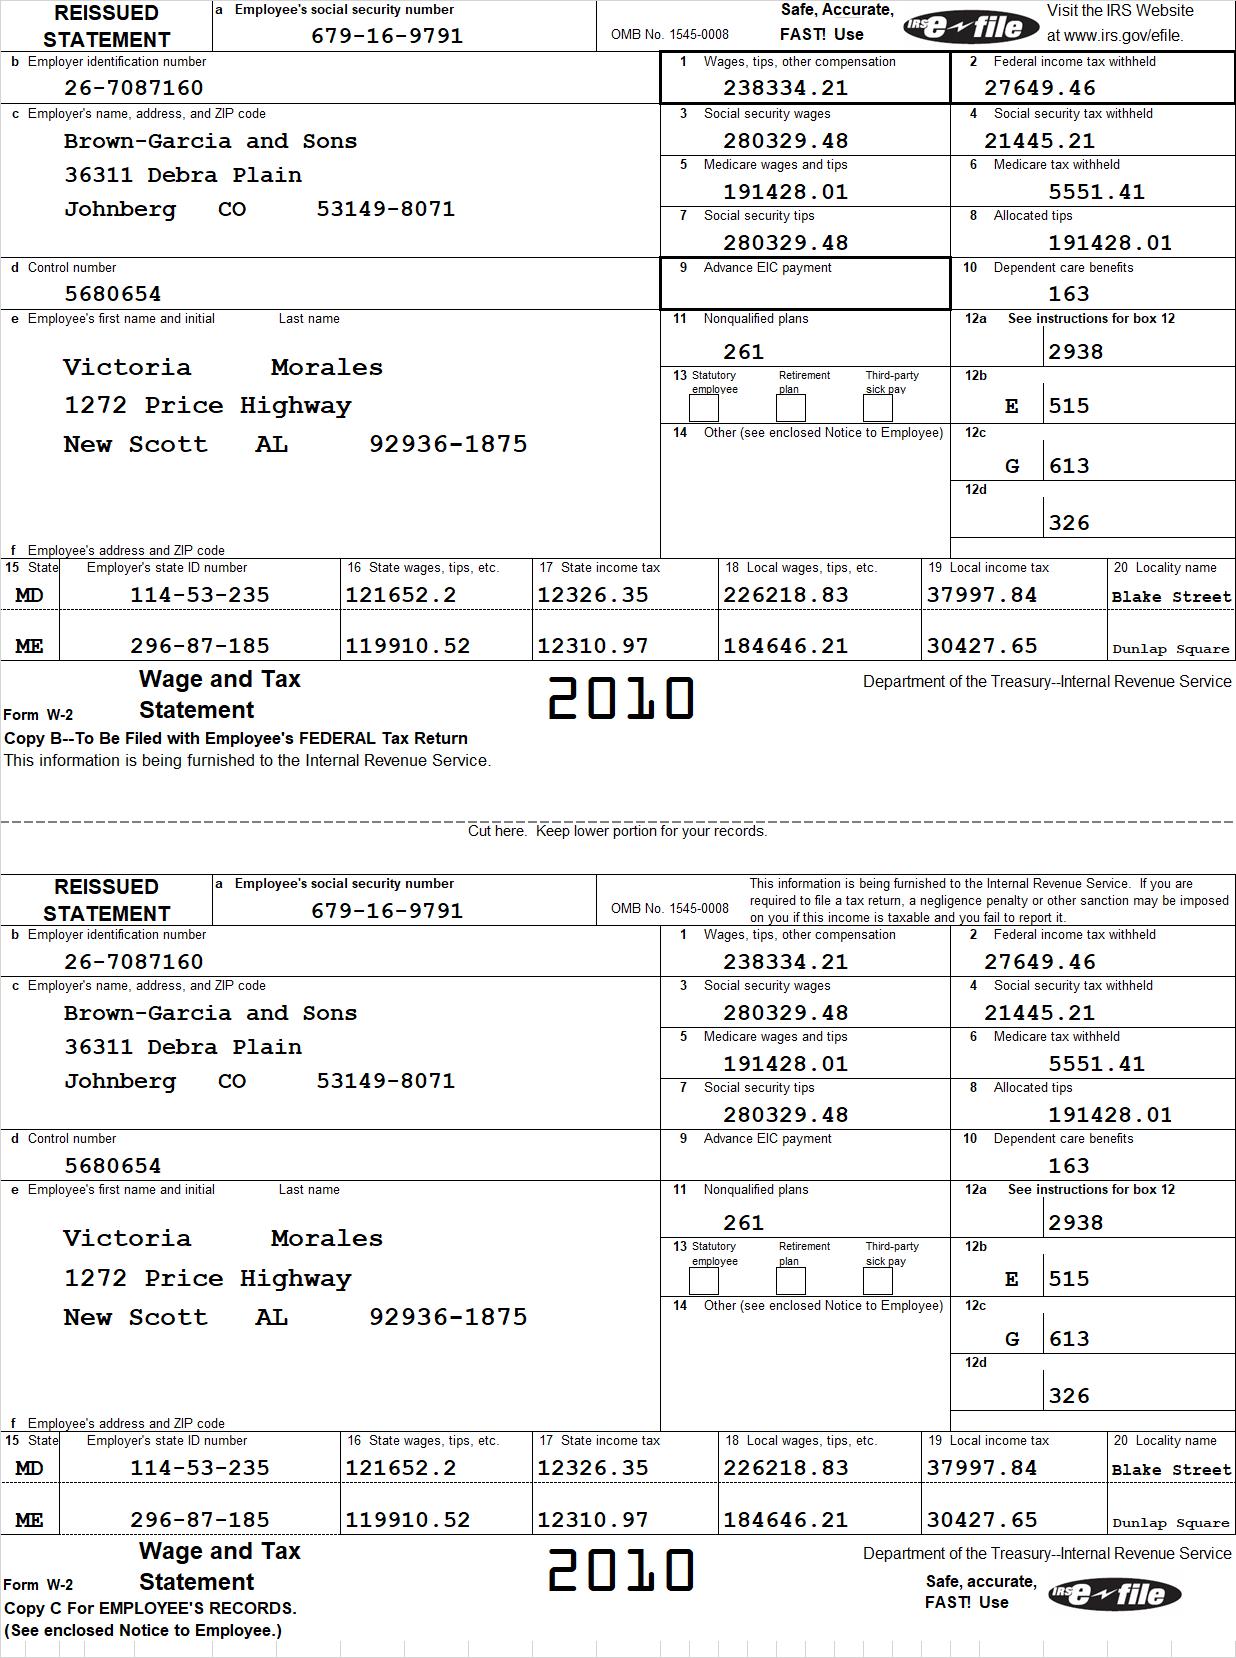 REISSUED STATEMENT
a Employee's social security number
679-16-9791
OMB No. 1545-0008
Safe, Accurate, FAST! Use
IRS e-file
Visit the IRS Website at www.irs.gov/efile.
b Employer identification number
26-7087160
1 Wages, tips, other compensation
238334.21
2 Federal income tax withheld
27649.46
c Employer's name, address, and ZIP code
Brown-Garcia and Sons
36311 Debra Plain
Johnberg CO 53149-8071
3 Social security wages
280329.48
4 Social security tax withheld
21445.21
5 Medicare wages and tips
191428.01
6 Medicare tax withheld
5551.41
7 Social security tips
280329.48
8 Allocated tips
191428.01
d Control number
5680654
9 Advance EIC payment
10 Dependent care benefits
163
e Employee's first name and initial Last name
Victoria Morales
1272 Price Highway
New Scott AL 92936-1875
f Employee's address and ZIP code
11 Nonqualified plans
261
12a See instructions for box 12
2938
13 Statutory employee Retirement plan Third-party sick pay
12b
E 515
14 Other (see enclosed Notice to Employee)
12c
G 613
12d
326
15 State Employer's state ID number 16 State wages, tips, etc. 17 State income tax 18 Local wages, tips, etc. 19 Local income tax 20 Locality name
MD 114-53-235 121652.2 12326.35 226218.83 37997.84 Blake Street
ME 296-87-185 119910.52 12310.97 184646.21 30427.65 Dunlap Square
Form W-2 Wage and Tax Statement
2010
Department of the Treasury--Internal Revenue Service
Copy B--To Be Filed with Employee's FEDERAL Tax Return
This information is being furnished to the Internal Revenue Service.
Cut here. Keep lower portion for your records.
REISSUED STATEMENT
a Employee's social security number
679-16-9791
OMB No. 1545-0008
This information is being furnished to the Internal Revenue Service. If you are
required to file a tax return, a negligence penalty or other sanction may be imposed
on you if this income is taxable and you fail to report it.
b Employer identification number
26-7087160
1 Wages, tips, other compensation
238334.21
2 Federal income tax withheld
27649.46
c Employer's name, address, and ZIP code
Brown-Garcia and Sons
36311 Debra Plain
Johnberg CO 53149-8071
3 Social security wages
280329.48
4 Social security tax withheld
21445.21
5 Medicare wages and tips
191428.01
6 Medicare tax withheld
5551.41
7 Social security tips
280329.48
8 Allocated tips
191428.01
d Control number
5680654
9 Advance EIC payment
10 Dependent care benefits
163
e Employee's first name and initial Last name
Victoria Morales
1272 Price Highway
New Scott AL 92936-1875
f Employee's address and ZIP code
11 Nonqualified plans
261
12a See instructions for box 12
2938
13 Statutory employee Retirement plan Third-party sick pay
12b
E 515
14 Other (see enclosed Notice to Employee)
12c
G 613
12d
326
15 State Employer's state ID number 16 State wages, tips, etc. 17 State income tax 18 Local wages, tips, etc. 19 Local income tax 20 Locality name
MD 114-53-235 121652.2 12326.35 226218.83 37997.84 Blake Street
ME 296-87-185 119910.52 12310.97 184646.21 30427.65 Dunlap Square
Form W-2 Wage and Tax Statement
2010
Department of the Treasury--Internal Revenue Service
Safe, accurate, FAST! Use
IRS e-file
Copy C For EMPLOYEE'S RECORDS.
(See enclosed Notice to Employee.)